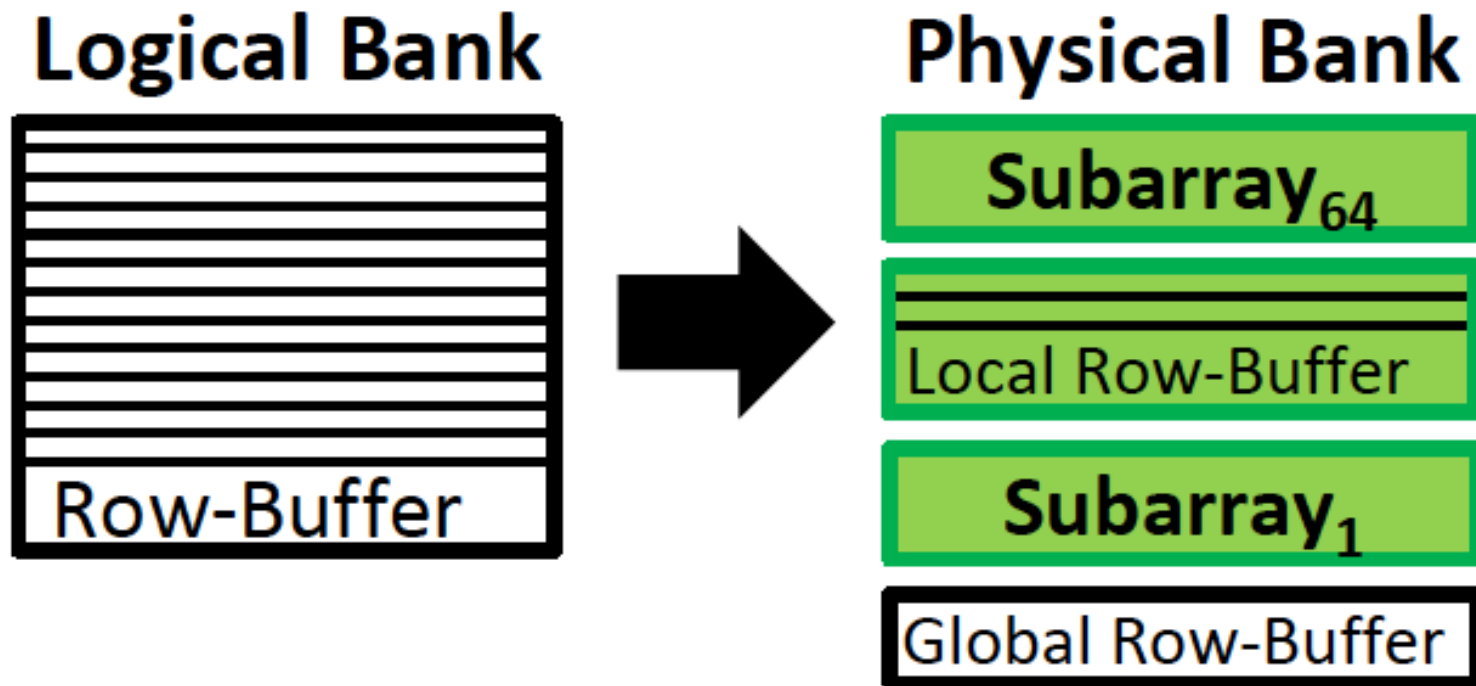 Logical Bank
Row-Buffer
Physical Bank
Subarray₆₄
Local Row-Buffer
Subarray₁
Global Row-Buffer